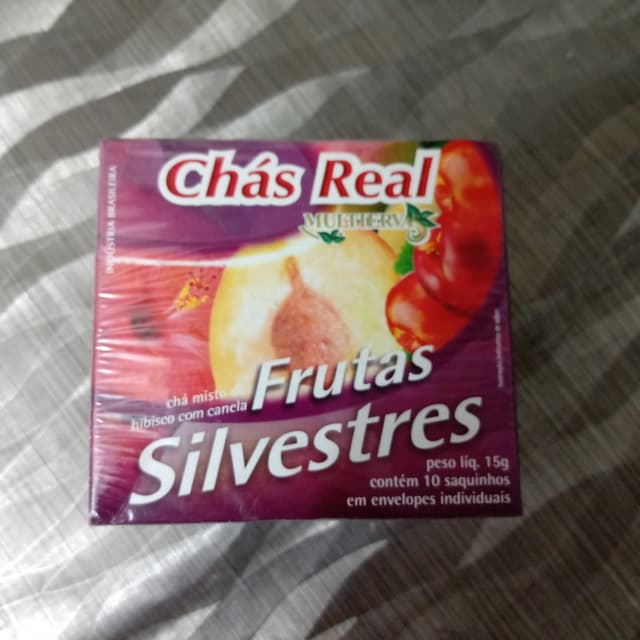 Chás Real
MULTIERVAS
INDÚSTRIA BRASILEIRA
chá misto
hibisco com canela
Frutas
Silvestres
peso líq. 15g
contém 10 saquinhos
em envelopes individuais